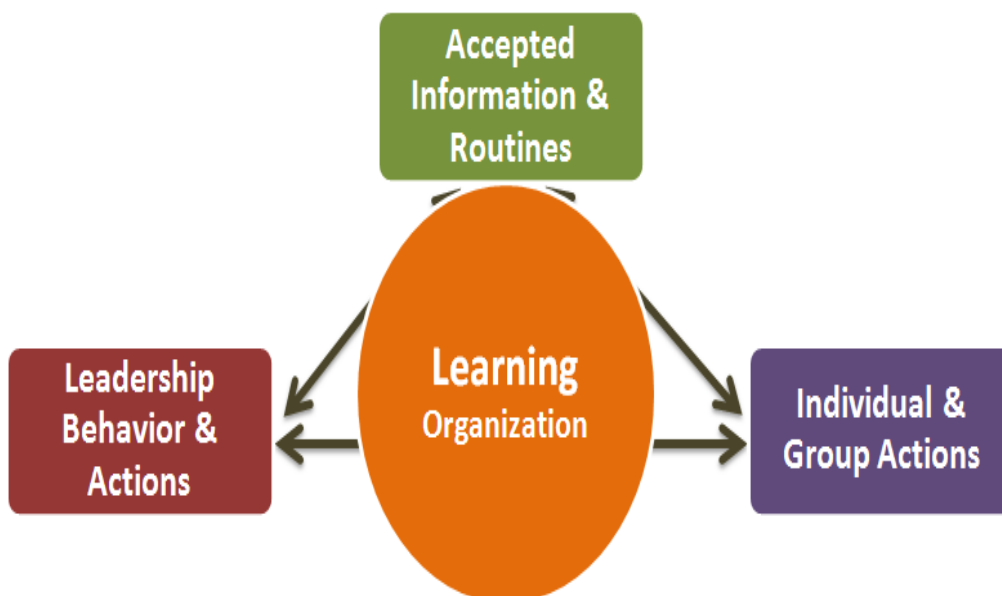 Accepted
Information &
Routines
Learning
Organization
Leadership
Behavior &
Actions
Individual &
Group Actions